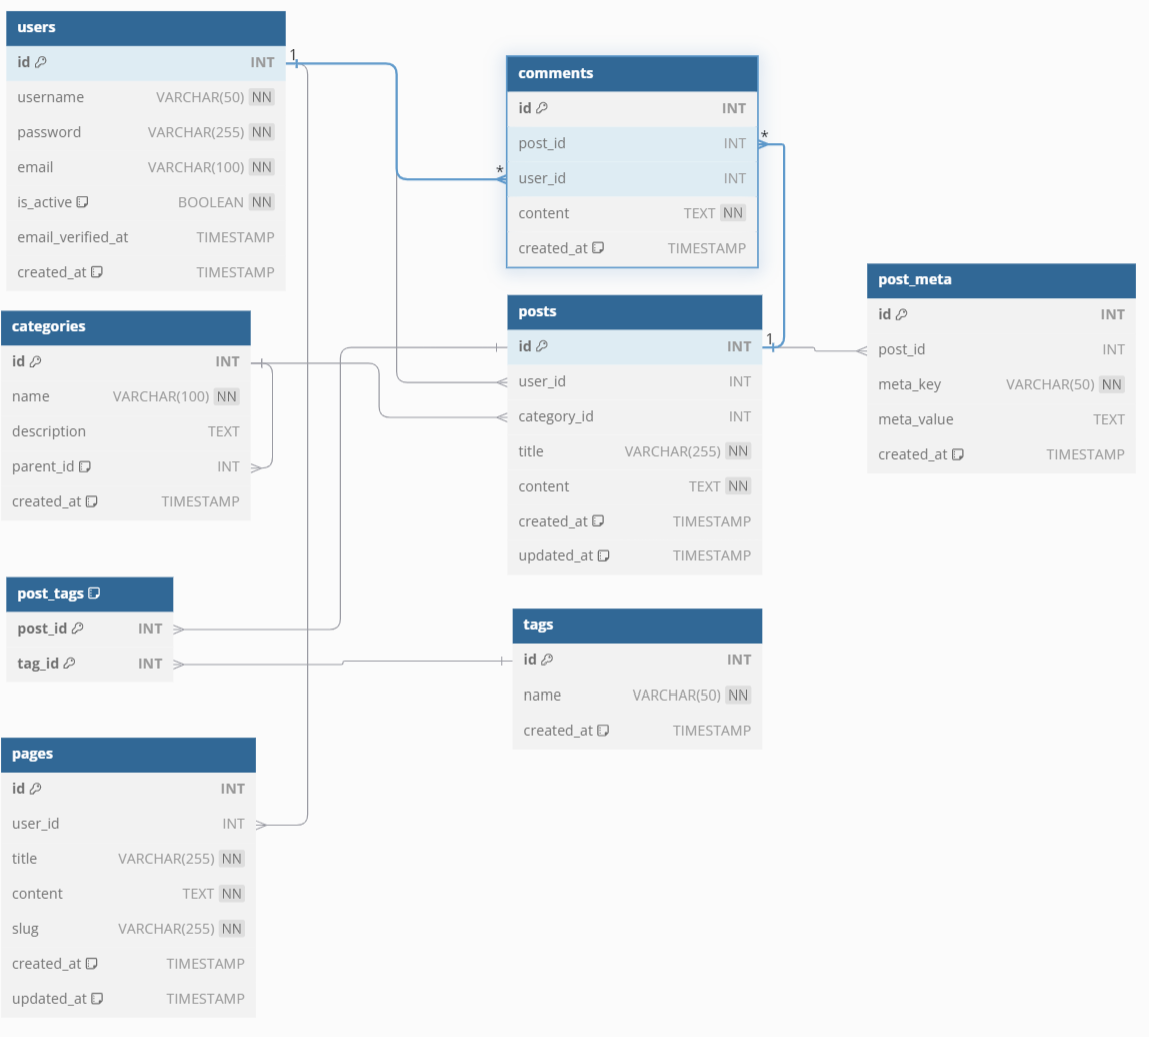 users
id INT
username VARCHAR(50) NN
password VARCHAR(255) NN
email VARCHAR(100) NN
is_active BOOLEAN NN
email_verified_at TIMESTAMP
created_at TIMESTAMP
1
*
comments
id INT
post_id INT
user_id INT
content TEXT NN
created_at TIMESTAMP
*
1
categories
id INT
name VARCHAR(100) NN
description TEXT
parent_id INT
created_at TIMESTAMP
posts
id INT
user_id INT
category_id INT
title VARCHAR(255) NN
content TEXT NN
created_at TIMESTAMP
updated_at TIMESTAMP
post_meta
id INT
post_id INT
meta_key VARCHAR(50) NN
meta_value TEXT
created_at TIMESTAMP
post_tags
post_id INT
tag_id INT
tags
id INT
name VARCHAR(50) NN
created_at TIMESTAMP
pages
id INT
user_id INT
title VARCHAR(255) NN
content TEXT NN
slug VARCHAR(255) NN
created_at TIMESTAMP
updated_at TIMESTAMP